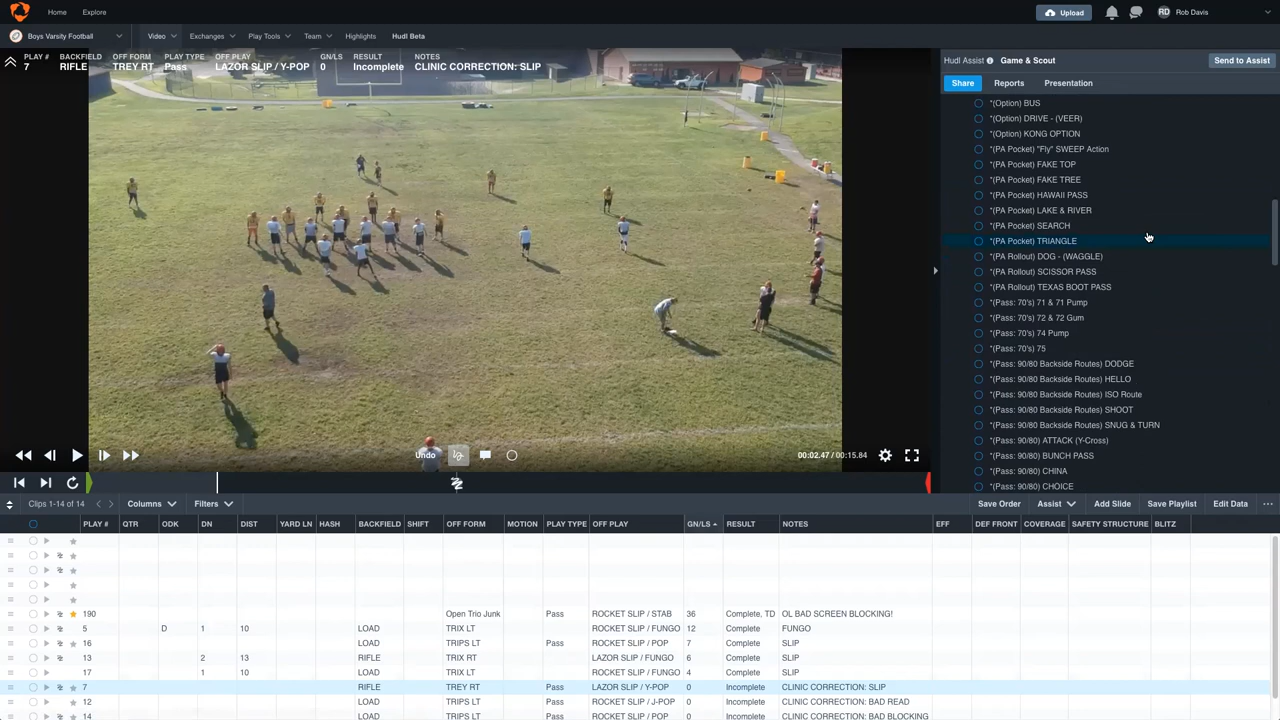 Home Explore Upload RD Rob Davis
Boys Varsity Football Video Exchanges Play Tools Team Highlights Hudl Beta
PLAY # BACKFIELD OFF FORM PLAY TYPE OFF PLAY GN/LS RESULT NOTES
7 RIFLE TREY RT Pass LAZOR SLIP / Y-POP 0 Incomplete CLINIC CORRECTION: SLIP
Hudl Assist Game & Scout Send to Assist
Share Reports Presentation
*(Option) BUS
*(Option) DRIVE - (VEER)
*(Option) KONG OPTION
*(PA Pocket) "Fly" SWEEP Action
*(PA Pocket) FAKE TOP
*(PA Pocket) FAKE TREE
*(PA Pocket) HAWAII PASS
*(PA Pocket) LAKE & RIVER
*(PA Pocket) SEARCH
*(PA Pocket) TRIANGLE
*(PA Rollout) DOG - (WAGGLE)
*(PA Rollout) SCISSOR PASS
*(PA Rollout) TEXAS BOOT PASS
*(Pass: 70's) 71 & 71 Pump
*(Pass: 70's) 72 & 72 Gum
*(Pass: 70's) 74 Pump
*(Pass: 70's) 75
*(Pass: 90/80 Backside Routes) DODGE
*(Pass: 90/80 Backside Routes) HELLO
*(Pass: 90/80 Backside Routes) ISO Route
*(Pass: 90/80 Backside Routes) SHOOT
*(Pass: 90/80 Backside Routes) SNUG & TURN
*(Pass: 90/80) ATTACK (Y-Cross)
*(Pass: 90/80) BUNCH PASS
*(Pass: 90/80) CHINA
*(Pass: 90/80) CHOICE
Undo 00:02.47 / 00:15.84
Clips 1-14 of 14 Columns Filters Save Order Assist Add Slide Save Playlist Edit Data
PLAY # QTR ODK DN DIST YARD LN HASH BACKFIELD SHIFT OFF FORM MOTION PLAY TYPE OFF PLAY GN/LS RESULT NOTES EFF DEF FRONT COVERAGE SAFETY STRUCTURE BLITZ
190 Open Trio Junk Pass ROCKET SLIP / STAB 36 Complete, TD OL BAD SCREEN BLOCKING!
5 D 1 10 LOAD TRIX LT ROCKET SLIP / FUNGO 12 Complete FUNGO
16 LOAD TRIPS LT Pass ROCKET SLIP / POP 7 Complete SLIP
13 2 13 RIFLE TRIX RT LAZOR SLIP / FUNGO 6 Complete SLIP
17 1 10 LOAD TRIX LT ROCKET SLIP / FUNGO 4 Complete SLIP
7 RIFLE TREY RT Pass LAZOR SLIP / Y-POP 0 Incomplete CLINIC CORRECTION: SLIP
12 LOAD TRIPS LT Pass ROCKET SLIP / J-POP 0 Incomplete CLINIC CORRECTION: BAD READ
14 LOAD TRIPS LT Pass ROCKET SLIP / POP 0 Incomplete CLINIC CORRECTION: BAD BLOCKING